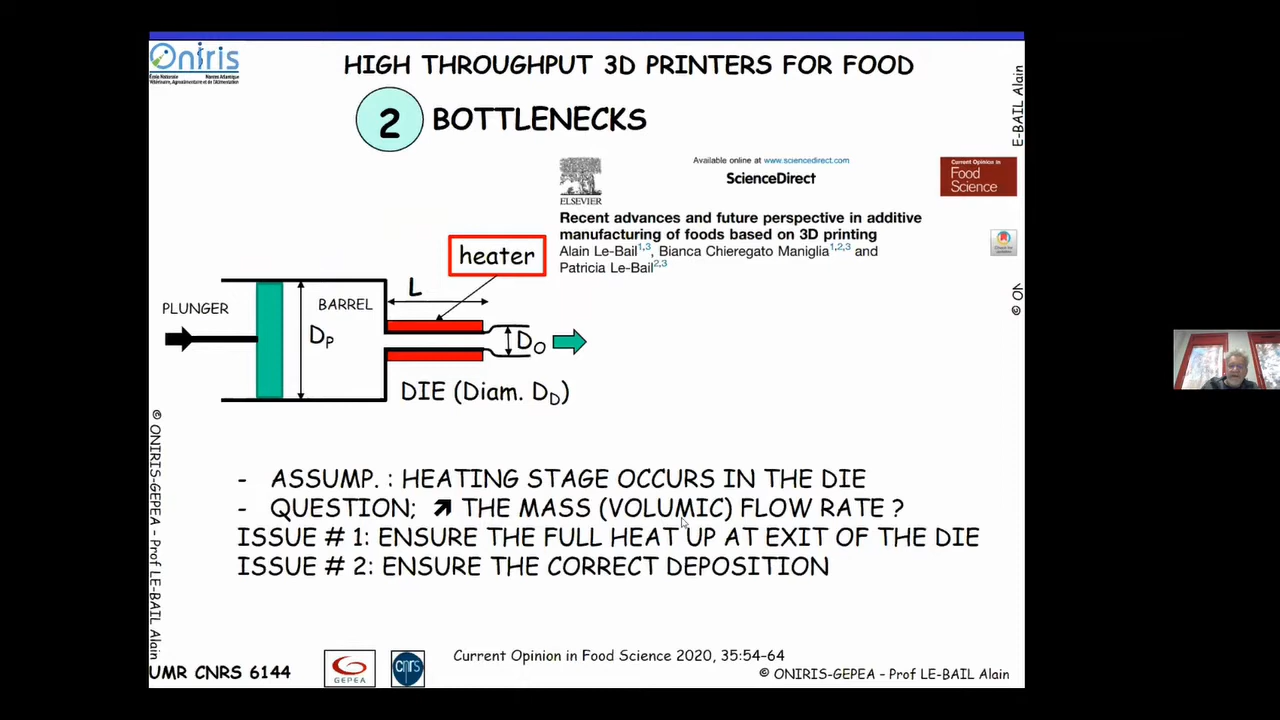 Oniris
HIGH THROUGHPUT 3D PRINTERS FOR FOOD
2 BOTTLENECKS
E-BAIL Alain
Available online at www.sciencedirect.com
ScienceDirect
ELSEVIER
Current Opinion in
Food
Science
Recent advances and future perspective in additive
manufacturing of foods based on 3D printing
Alain Le-Bail1,3, Bianca Chieregato Maniglia1,2,3 and
Patricia Le-Bail2,3
Check for
updates
heater
L
PLUNGER
BARREL
DP
DO
DIE (Diam. DD)
© ON
© ONIRIS-GEPEA - Prof LE-BAIL Alain
- ASSUMP. : HEATING STAGE OCCURS IN THE DIE
- QUESTION; ↗ THE MASS (VOLUMIC) FLOW RATE ?
ISSUE # 1: ENSURE THE FULL HEAT UP AT EXIT OF THE DIE
ISSUE # 2: ENSURE THE CORRECT DEPOSITION
UMR CNRS 6144
GEPEA
cnrs
Current Opinion in Food Science 2020, 35:54–64
© ONIRIS-GEPEA - Prof LE-BAIL Alain